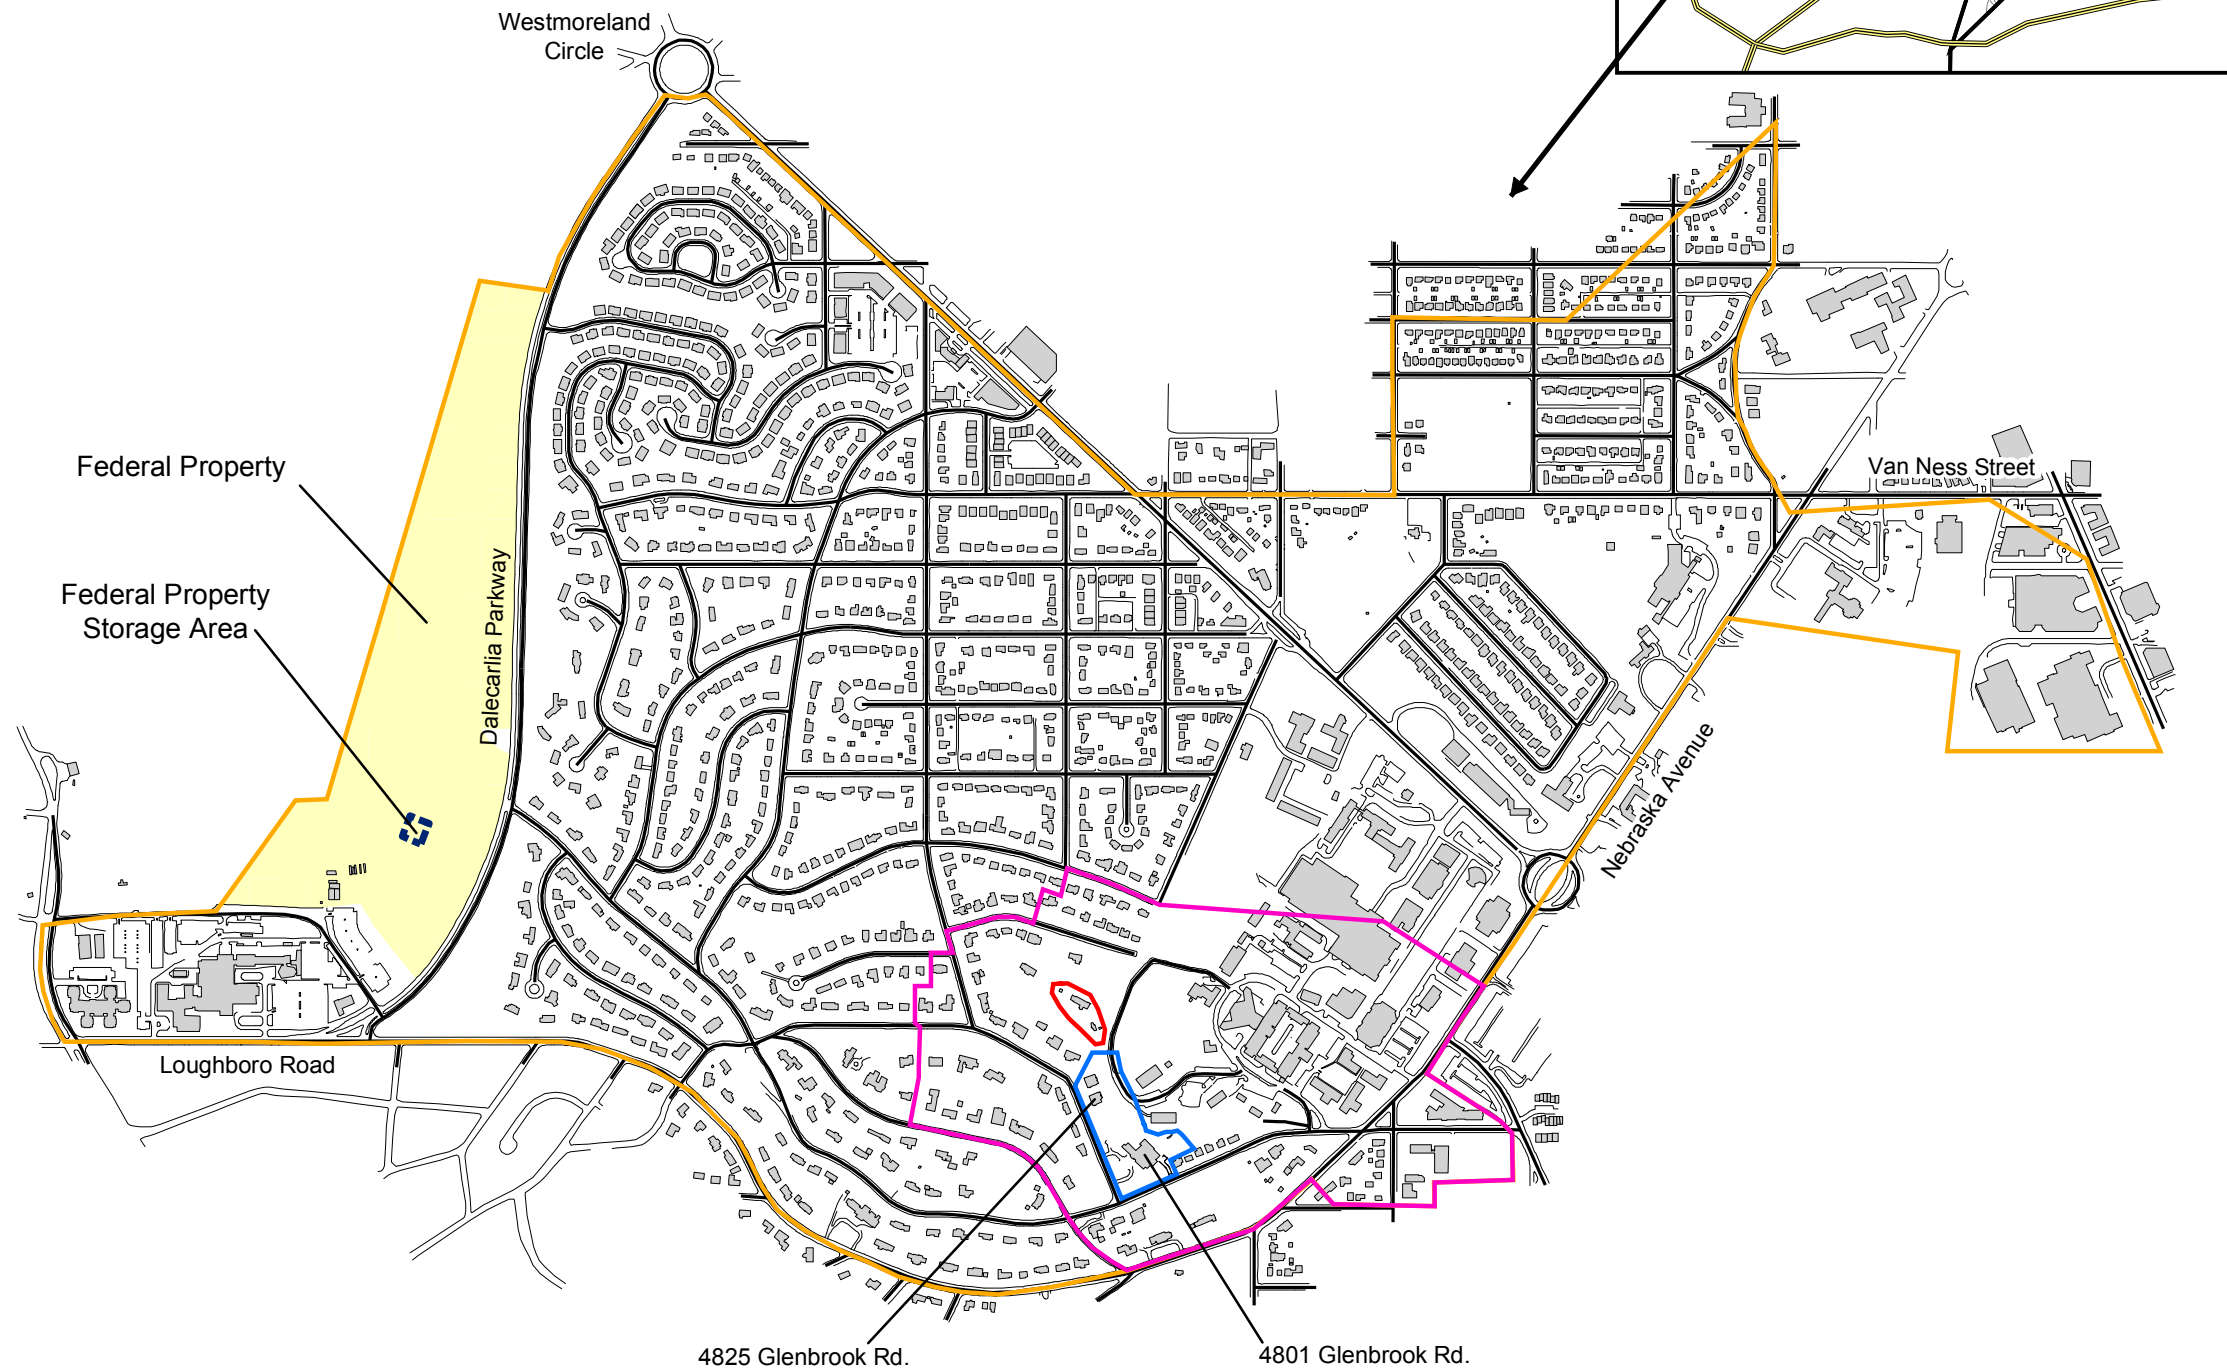 Westmoreland
Circle
Federal Property
Van Ness Street
Federal Property
Storage Area
Dalecarlia Parkway
Nebraska Avenue
Loughboro Road
4825 Glenbrook Rd.
4801 Glenbrook Rd.